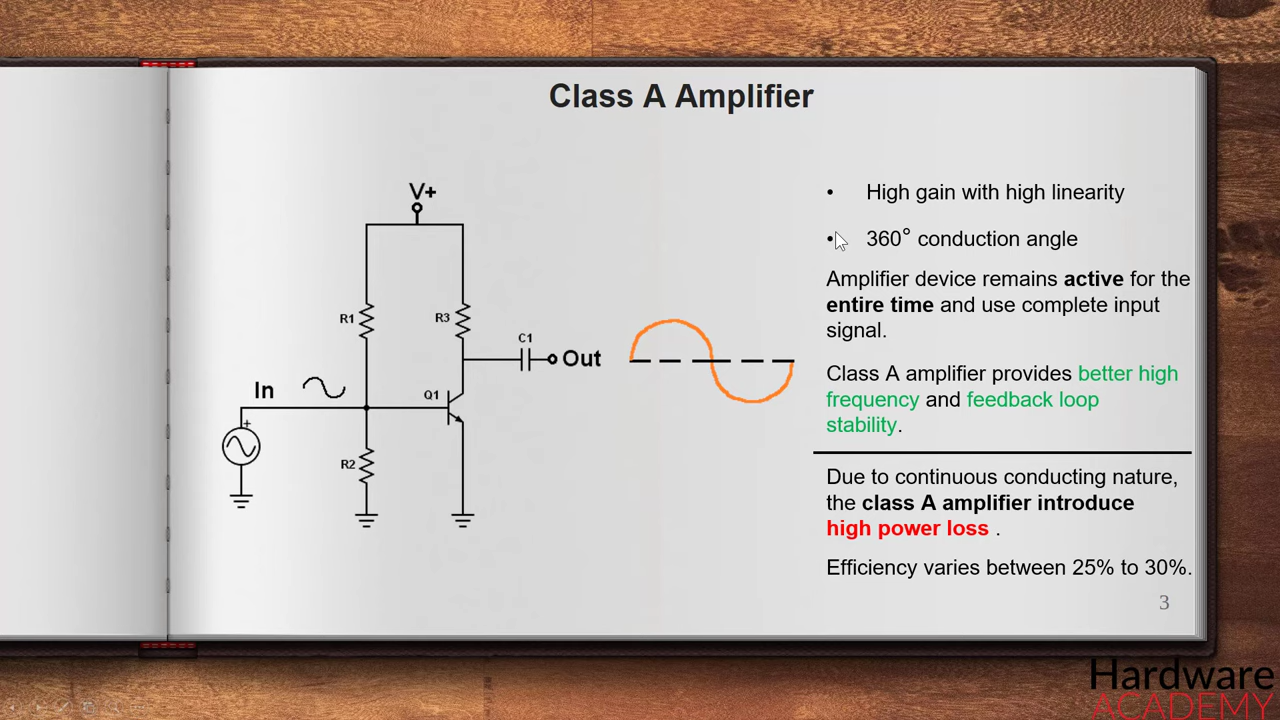 Class A Amplifier
V+
R1
R3
C1
Out
In
Q1
+
R2
• High gain with high linearity
• 360° conduction angle
Amplifier device remains active for the
entire time and use complete input
signal.
Class A amplifier provides better high
frequency and feedback loop
stability.
Due to continuous conducting nature,
the class A amplifier introduce
high power loss .
Efficiency varies between 25% to 30%.
3
Hardware
ACADEMY